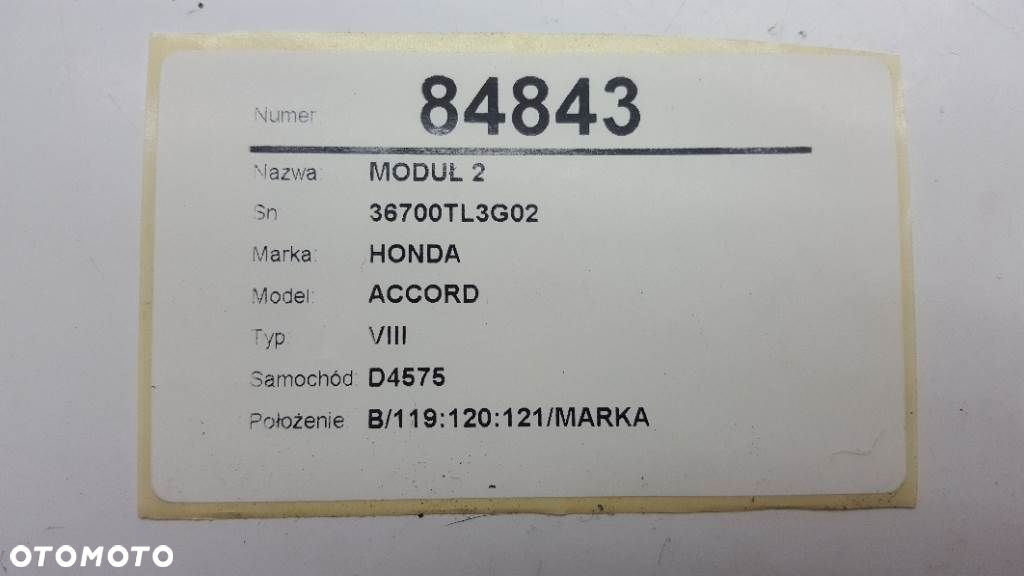 Numer 84843
Nazwa: MODUŁ 2
Sn 36700TL3G02
Marka: HONDA
Model: ACCORD
Typ VIII
Samochód: D4575
Położenie: B/119:120:121/MARKA
OTOMOTO